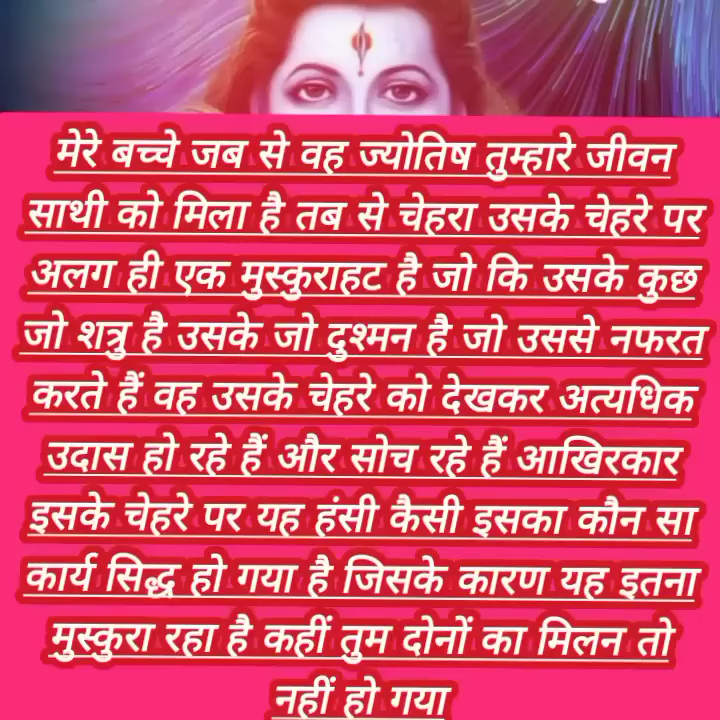 मेरे बच्चे जब से वह ज्योतिष तुम्हारे जीवन
साथी को मिला है तब से चेहरा उसके चेहरे पर
अलग ही एक मुस्कुराहट है जो कि उसके कुछ
जो शत्रु है उसके जो दुश्मन है जो उससे नफरत
करते हैं वह उसके चेहरे को देखकर अत्यधिक
उदास हो रहे हैं और सोच रहे हैं आखिरकार
इसके चेहरे पर यह हंसी कैसी इसका कौन सा
कार्य सिद्ध हो गया है जिसके कारण यह इतना
मुस्कुरा रहा है कहीं तुम दोनों का मिलन तो
नहीं हो गया